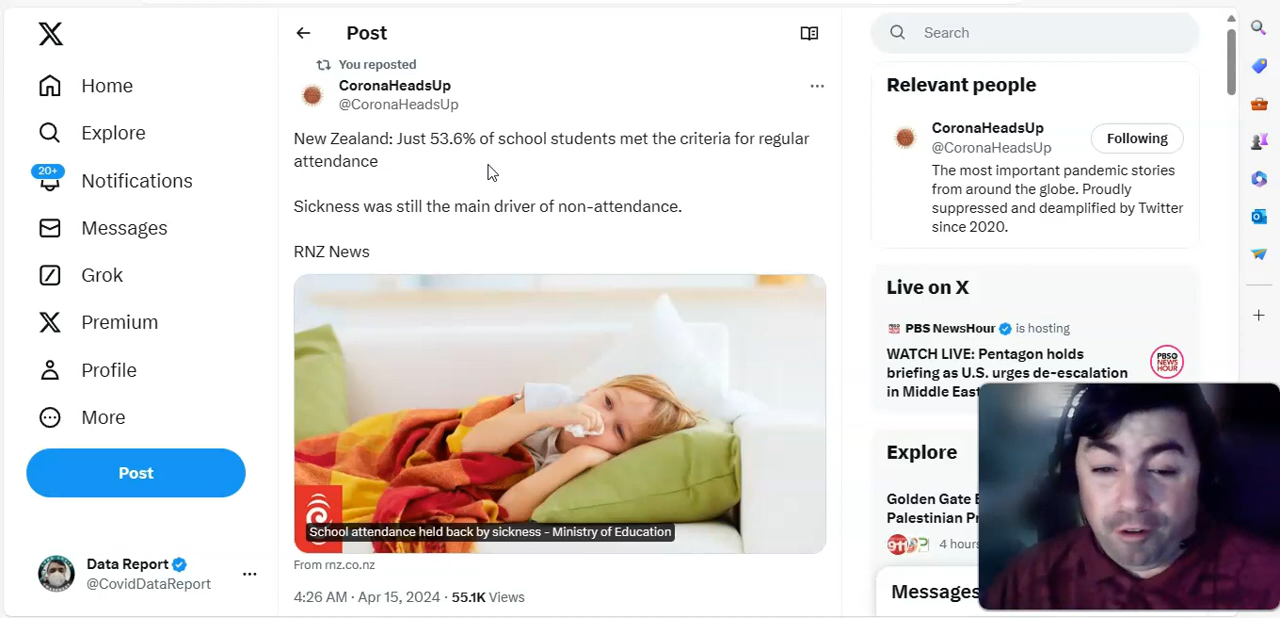 Home
Explore
20+
Notifications
Messages
Grok
Premium
Profile
More
Post
Data Report
@CovidDataReport
Post
You reposted
CoronaHeadsUp
@CoronaHeadsUp
New Zealand: Just 53.6% of school students met the criteria for regular
attendance
Sickness was still the main driver of non-attendance.
RNZ News
School attendance held back by sickness – Ministry of Education
From rnz.co.nz
4:26 AM · Apr 15, 2024 · 55.1K Views
Search
Relevant people
CoronaHeadsUp
@CoronaHeadsUp
Following
The most important pandemic stories
from around the globe. Proudly
suppressed and deamplified by Twitter
since 2020.
Live on X
PBS NewsHour is hosting
WATCH LIVE: Pentagon holds
briefing as U.S. urges de-escalation
in Middle East
PBS NEWS HOUR
Explore
Golden Gate
Palestinian
4 hours
Messages